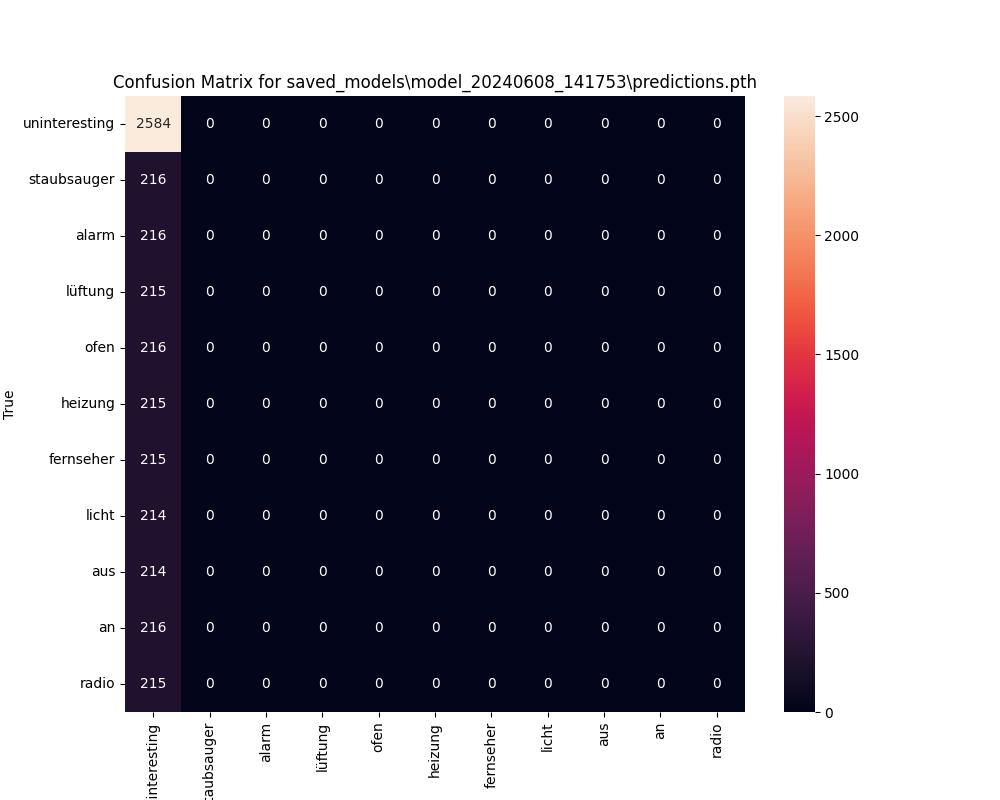 Confusion Matrix for saved_models\model_20240608_141753\predictions.pth
uninteresting 2584 0 0 0 0 0 0 0 0 0 0
staubsauger 216 0 0 0 0 0 0 0 0 0 0
alarm 216 0 0 0 0 0 0 0 0 0 0
lüftung 215 0 0 0 0 0 0 0 0 0 0
ofen 216 0 0 0 0 0 0 0 0 0 0
heizung 215 0 0 0 0 0 0 0 0 0 0
fernseher 215 0 0 0 0 0 0 0 0 0 0
licht 214 0 0 0 0 0 0 0 0 0 0
aus 214 0 0 0 0 0 0 0 0 0 0
an 216 0 0 0 0 0 0 0 0 0 0
radio 215 0 0 0 0 0 0 0 0 0 0
True
interesting
taubsauger
alarm
lüftung
ofen
heizung
fernseher
licht
aus
an
radio
2500
2000
1500
1000
500
0